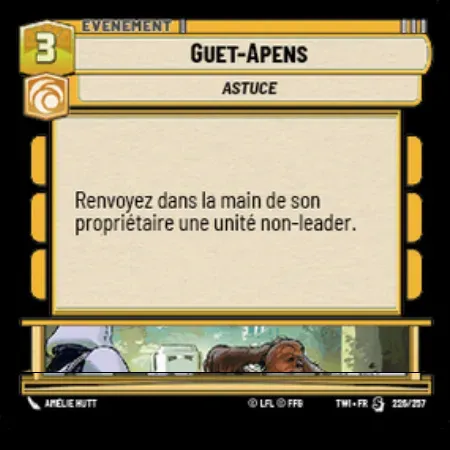 EVENEMENT
3
GUET-APENS
ASTUCE
Renvoyez dans la main de son
propriétaire une unité non-leader.
AMÉLIE HUTT
© LFL © FFG
TWI • FR
226/257